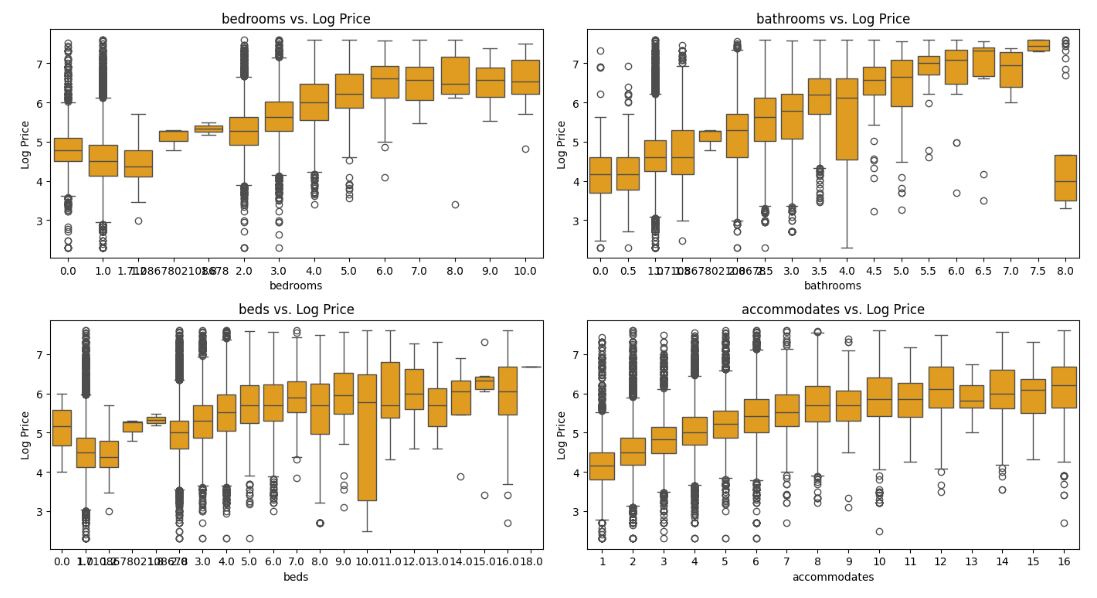 bedrooms vs. Log Price
bathrooms vs. Log Price
7
6
5
4
3
Log Price
7
6
5
4
3
Log Price
0.0 1.0 2.0 3.0 4.0 5.0 6.0 7.0 8.0 9.0 10.0
bedrooms
0.0 0.5 3.0 3.5 4.0 4.5 5.0 5.5 6.0 6.5 7.0 7.5 8.0
bathrooms
beds vs. Log Price
accommodates vs. Log Price
7
6
5
4
3
Log Price
7
6
5
4
3
Log Price
0.0 3.0 4.0 5.0 6.0 7.0 8.0 9.0 10.0 11.0 12.0 13.0 14.0 15.0 16.0 18.0
beds
1 2 3 4 5 6 7 8 9 10 11 12 13 14 15 16
accommodates